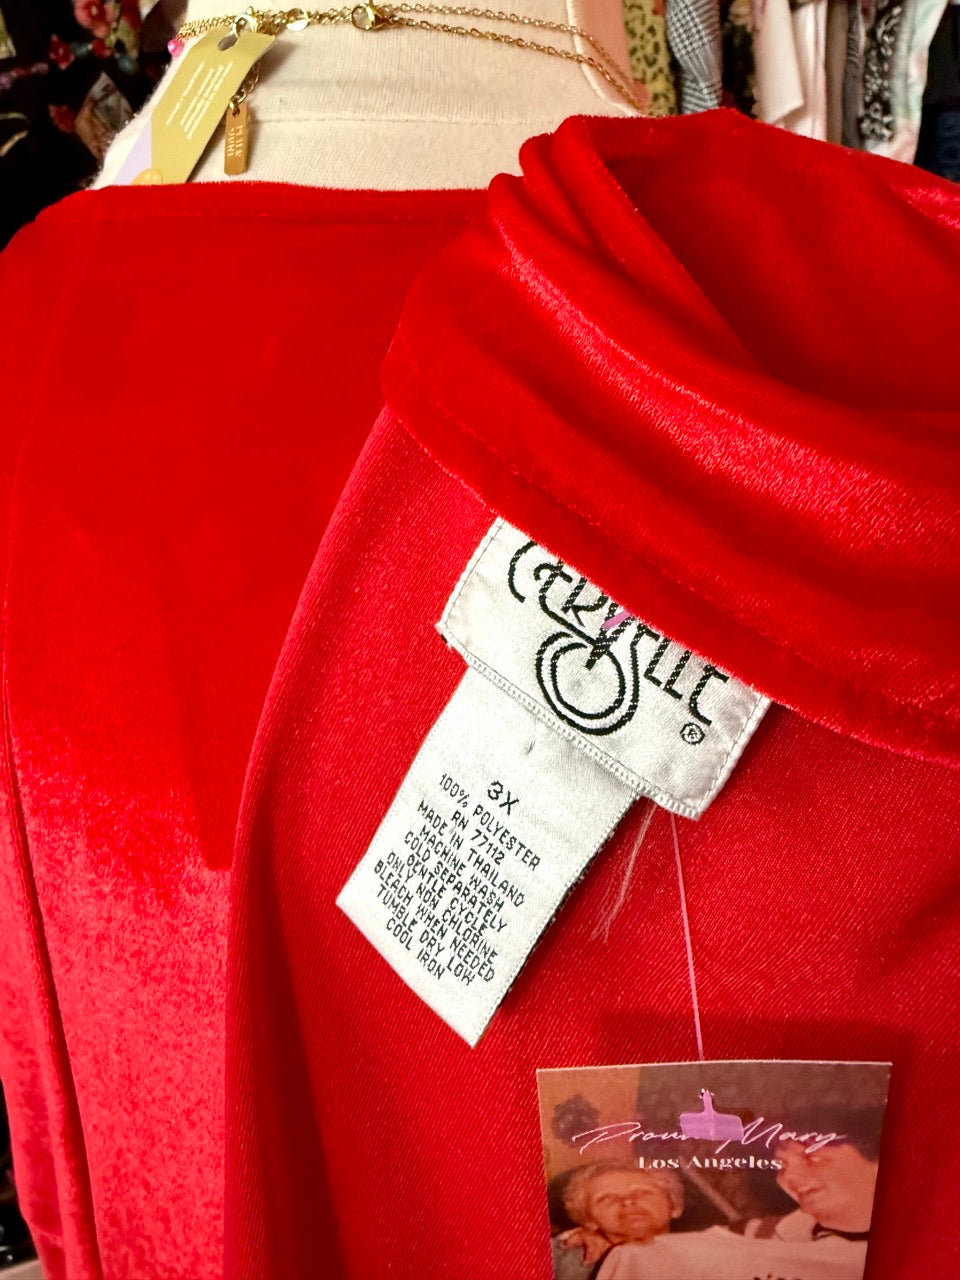 3X
100% POLYESTER
RN 77112
MADE IN THAILAND
MACHINE WASH
COLD SEPARATELY
GENTLE CYCLE
ONLY NON CHLORINE
BLEACH WHEN NEEDED
TUMBLE DRY LOW
COOL IRON
®
Mary
Los Angeles